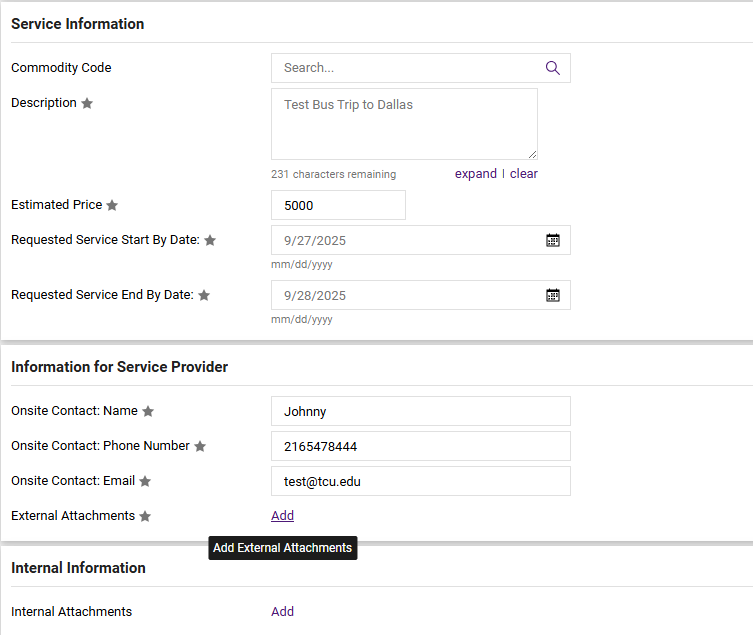 Service Information
Commodity Code Search...
Description Test Bus Trip to Dallas
231 characters remaining expand | clear
Estimated Price 5000
Requested Service Start By Date: 9/27/2025
mm/dd/yyyy
Requested Service End By Date: 9/28/2025
mm/dd/yyyy
Information for Service Provider
Onsite Contact: Name Johnny
Onsite Contact: Phone Number 2165478444
Onsite Contact: Email test@tcu.edu
External Attachments Add
Add External Attachments
Internal Information
Internal Attachments Add